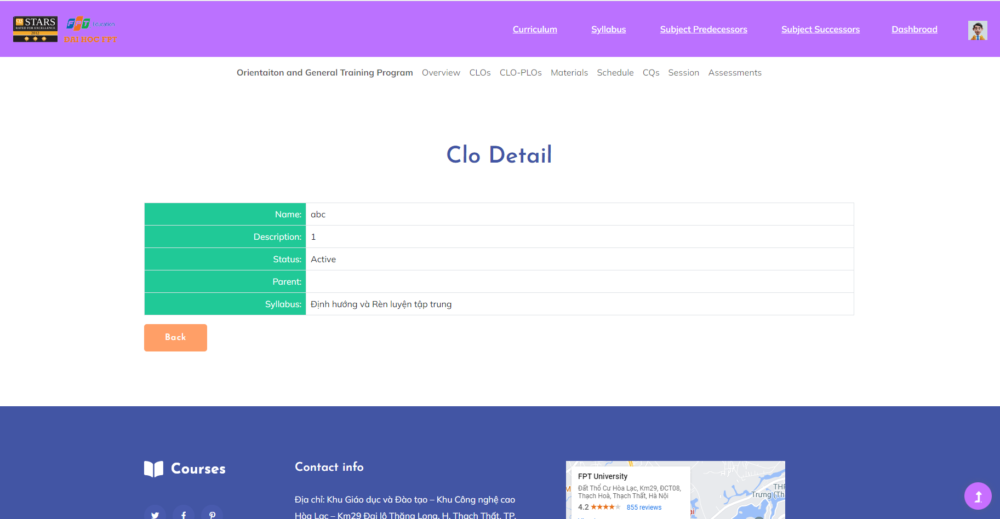 QS STARS
RATED FOR EXCELLENCE
2012
FPT Education
ĐẠI HỌC FPT
Curriculum Syllabus Subject Predecessors Subject Successors Dashbroad
Orientaiton and General Training Program Overview CLOs CLO-PLOs Materials Schedule CQs Session Assessments
Clo Detail
Name: abc
Description: 1
Status: Active
Parent:
Syllabus: Định hướng và Rèn luyện tập trung
Back
Courses
Contact info
Địa chỉ: Khu Giáo dục và Đào tạo – Khu Công nghệ cao
Hòa Lạc – Km29 Đại lộ Thăng Long, H. Thạch Thất, TP.
FPT University
Đất Thổ Cư Hòa Lạc, Km29, ĐCT08,
Thạch Hoà, Thạch Thất, Hà Nội
4.2 855 reviews